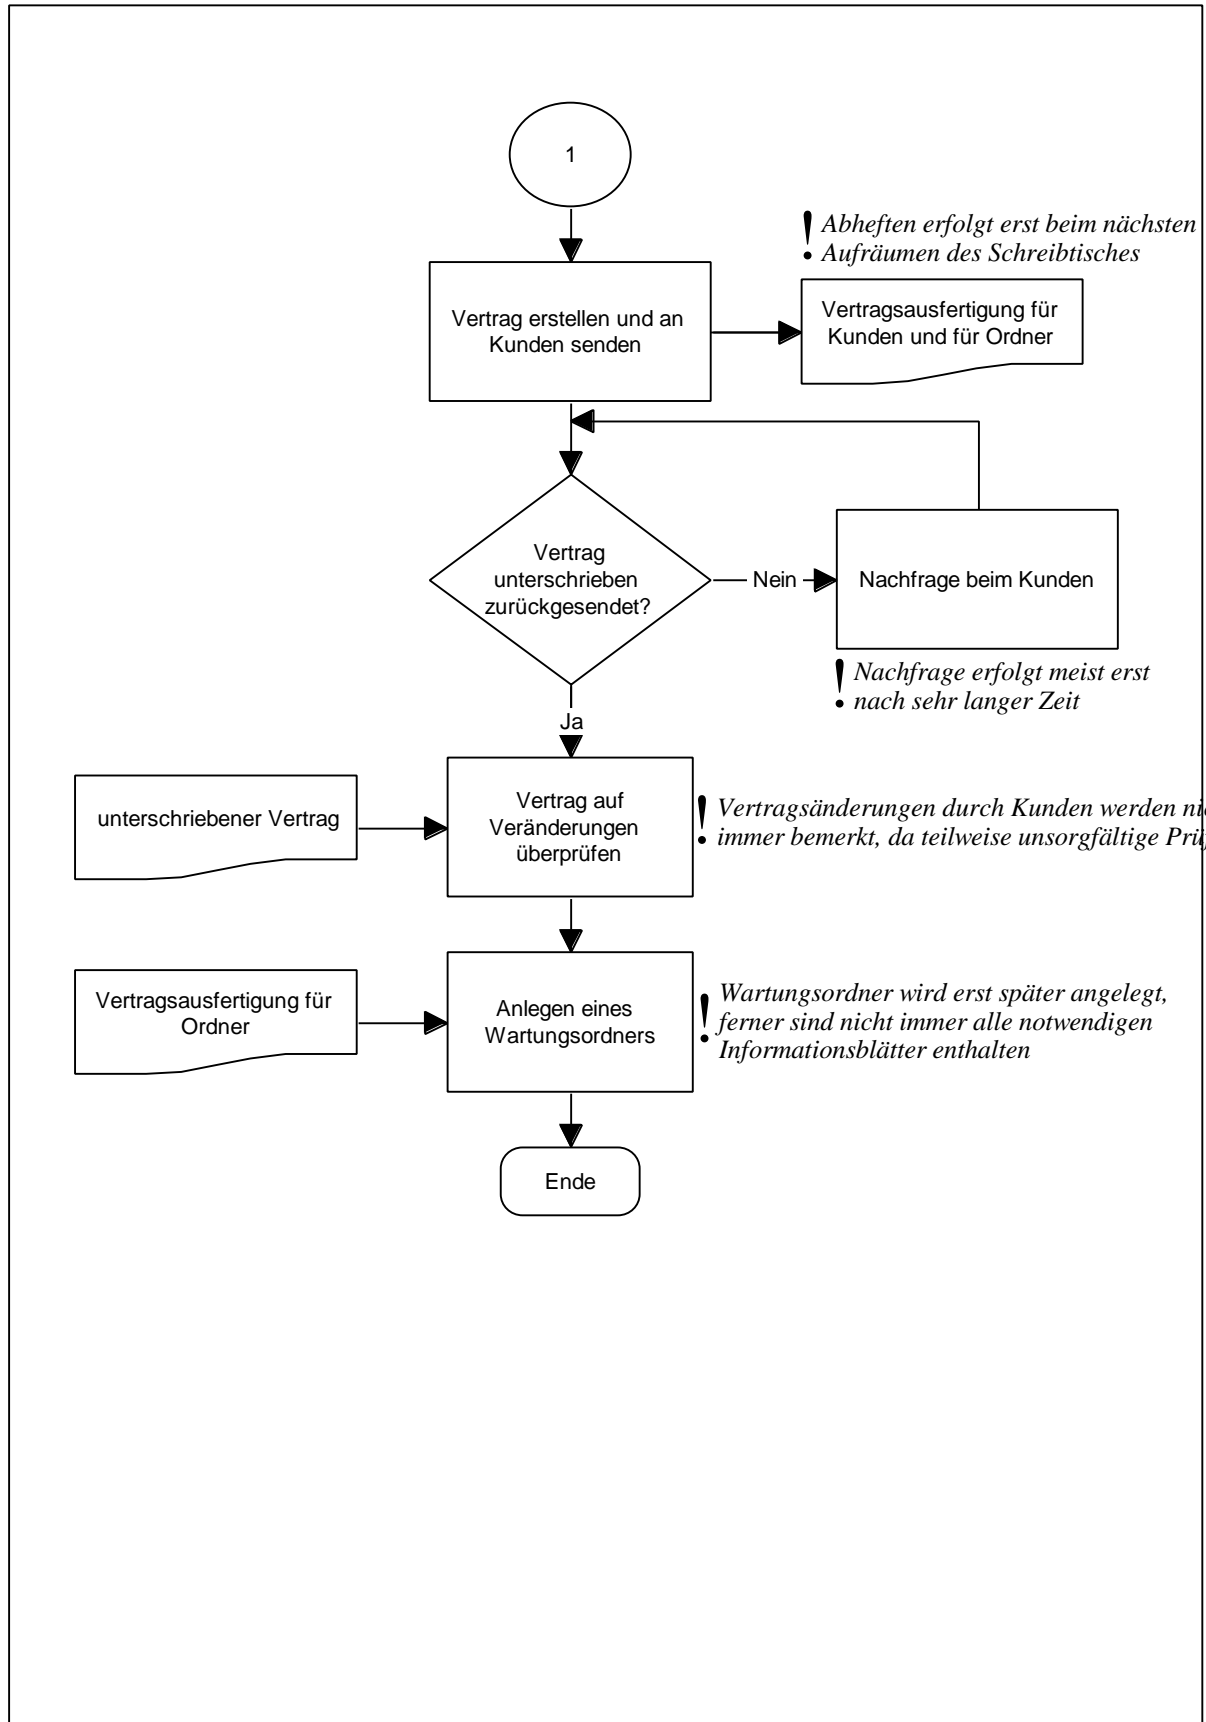 1
! Abheften erfolgt erst beim nächsten
Aufräumen des Schreibtisches
Vertrag erstellen und an
Kunden senden
Vertragsausfertigung für
Kunden und für Ordner
Vertrag
unterschrieben
zurückgesendet?
Nein
Nachfrage beim Kunden
! Nachfrage erfolgt meist erst
nach sehr langer Zeit
Ja
unterschriebener Vertrag
Vertrag auf
Veränderungen
überprüfen
! Vertragsänderungen durch Kunden werden
immer bemerkt, da teilweise unsorgfältige
Vertragsausfertigung für
Ordner
Anlegen eines
Wartungsordners
! Wartungsordner wird erst später angelegt,
ferner sind nicht immer alle notwendigen
Informationsblätter enthalten
Ende